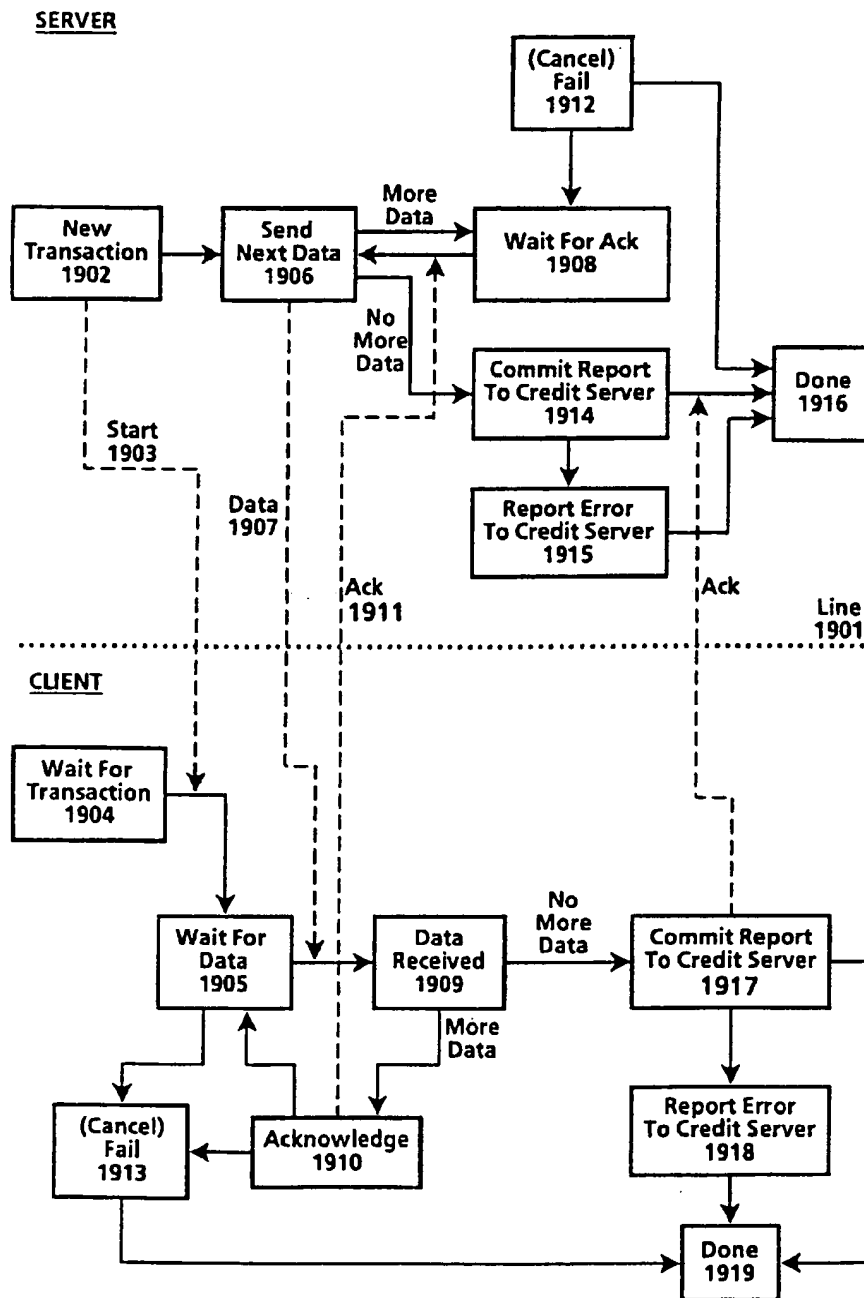 SERVER
(Cancel)
Fail
1912
New
Transaction
1902
Send
Next Data
1906
More
Data
Wait For Ack
1908
No
More
Data
Commit Report
To Credit Server
1914
Done
1916
Start
1903
Data
1907
Report Error
To Credit Server
1915
Ack
1911
Ack
Line
1901
CLIENT
Wait For
Transaction
1904
Wait For
Data
1905
Data
Received
1909
No
More
Data
Commit Report
To Credit Server
1917
More
Data
(Cancel)
Fail
1913
Acknowledge
1910
Report Error
To Credit Server
1918
Done
1919